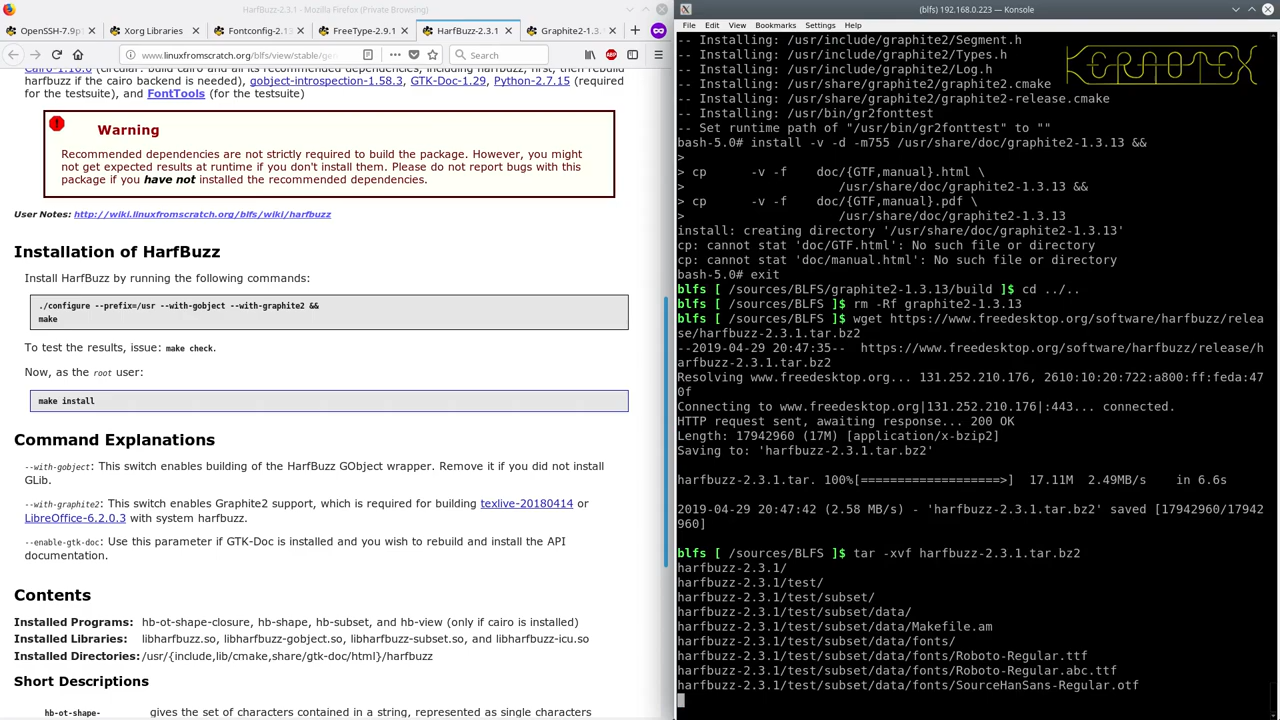 HarfBuzz-2.3.1 - Mozilla Firefox (Private Browsing)
OpenSSH-7.9p
Xorg Libraries
Fontconfig-2.13
FreeType-2.9.1
HarfBuzz-2.3.1
Graphite2-1.3
www.linuxfromscratch.org/blfs/view/stable/ge
Search
Cairo-1.16.0 (circular: build cairo and all its recommended dependencies, including harfbuzz, first, then rebuild
harfbuzz if the cairo backend is needed), gobject-introspection-1.58.3, GTK-Doc-1.29, Python-2.7.15 (required
for the testsuite), and FontTools (for the testsuite)
Warning
Recommended dependencies are not strictly required to build the package. However, you might
not get expected results at runtime if you don't install them. Please do not report bugs with this
package if you have not installed the recommended dependencies.
User Notes: http://wiki.linuxfromscratch.org/blfs/wiki/harfbuzz
Installation of HarfBuzz
Install HarfBuzz by running the following commands:
./configure --prefix=/usr --with-gobject --with-graphite2 &&
make
To test the results, issue: make check.
Now, as the root user:
make install
Command Explanations
--with-gobject: This switch enables building of the HarfBuzz GObject wrapper. Remove it if you did not install
GLib.
--with-graphite2: This switch enables Graphite2 support, which is required for building texlive-20180414 or
LibreOffice-6.2.0.3 with system harfbuzz.
--enable-gtk-doc: Use this parameter if GTK-Doc is installed and you wish to rebuild and install the API
documentation.
Contents
Installed Programs: hb-ot-shape-closure, hb-shape, hb-subset, and hb-view (only if cairo is installed)
Installed Libraries: libharfbuzz.so, libharfbuzz-gobject.so, libharfbuzz-subset.so, and libharfbuzz-icu.so
Installed Directories: /usr/{include,lib/cmake,share/gtk-doc/html}/harfbuzz
Short Descriptions
hb-ot-shape- gives the set of characters contained in a string, represented as single characters
(blfs) 192.168.0.223 — Konsole
File Edit View Bookmarks Settings Help
-- Installing: /usr/include/graphite2/Segment.h
-- Installing: /usr/include/graphite2/Types.h
-- Installing: /usr/include/graphite2/Log.h
-- Installing: /usr/share/graphite2/graphite2.cmake
-- Installing: /usr/share/graphite2/graphite2-release.cmake
-- Installing: /usr/bin/gr2fonttest
-- Set runtime path of "/usr/bin/gr2fonttest" to ""
bash-5.0# install -v -d -m755 /usr/share/doc/graphite2-1.3.13 &&
>
> cp      -v -f    doc/{GTF,manual}.html \
>                     /usr/share/doc/graphite2-1.3.13 &&
> cp      -v -f    doc/{GTF,manual}.pdf \
>                     /usr/share/doc/graphite2-1.3.13
install: creating directory '/usr/share/doc/graphite2-1.3.13'
cp: cannot stat 'doc/GTF.html': No such file or directory
cp: cannot stat 'doc/manual.html': No such file or directory
bash-5.0# exit
blfs [ /sources/BLFS/graphite2-1.3.13/build ]$ cd ../..
blfs [ /sources/BLFS ]$ rm -Rf graphite2-1.3.13
blfs [ /sources/BLFS ]$ wget https://www.freedesktop.org/software/harfbuzz/relea
se/harfbuzz-2.3.1.tar.bz2
--2019-04-29 20:47:35--  https://www.freedesktop.org/software/harfbuzz/release/h
arfbuzz-2.3.1.tar.bz2
Resolving www.freedesktop.org... 131.252.210.176, 2610:10:20:722:a800:ff:feda:47
0f
Connecting to www.freedesktop.org|131.252.210.176|:443... connected.
HTTP request sent, awaiting response... 200 OK
Length: 17942960 (17M) [application/x-bzip2]
Saving to: 'harfbuzz-2.3.1.tar.bz2'
harfbuzz-2.3.1.tar. 100%[===================>]  17.11M  2.49MB/s    in 6.6s
2019-04-29 20:47:42 (2.58 MB/s) - 'harfbuzz-2.3.1.tar.bz2' saved [17942960/17942
960]
blfs [ /sources/BLFS ]$ tar -xvf harfbuzz-2.3.1.tar.bz2
harfbuzz-2.3.1/
harfbuzz-2.3.1/test/
harfbuzz-2.3.1/test/subset/
harfbuzz-2.3.1/test/subset/data/
harfbuzz-2.3.1/test/subset/data/Makefile.am
harfbuzz-2.3.1/test/subset/data/fonts/
harfbuzz-2.3.1/test/subset/data/fonts/Roboto-Regular.ttf
harfbuzz-2.3.1/test/subset/data/fonts/Roboto-Regular.abc.ttf
harfbuzz-2.3.1/test/subset/data/fonts/SourceHanSans-Regular.otf